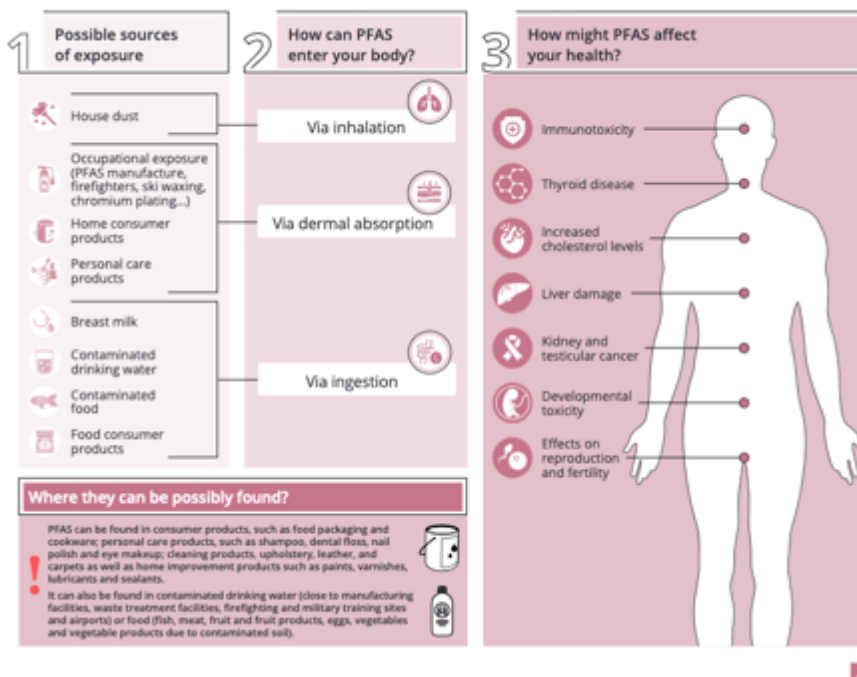 1
Possible sources
of exposure
House dust
Occupational exposure
(PFAS manufacture,
firefighters, ski waxing,
chromium plating...)
Home consumer
products
Personal care
products
Breast milk
Contaminated
drinking water
Contaminated
food
Food consumer
products
2
How can PFAS
enter your body?
Via inhalation
Via dermal absorption
Via ingestion
3
How might PFAS affect
your health?
Immunotoxicity
Thyroid disease
Increased
cholesterol levels
Liver damage
Kidney and
testicular cancer
Developmental
toxicity
Effects on
reproduction
and fertility
Where they can be possibly found?
!
PFAS can be found in consumer products, such as food packaging and
cookware; personal care products, such as shampoo, dental floss, nail
polish and eye makeup; cleaning products, upholstery, leather, and
carpets as well as home improvement products such as paints, varnishes,
lubricants and sealants.
It can also be found in contaminated drinking water (close to manufacturing
facilities, waste treatment facilities, firefighting and military training sites
and airports) or food (fish, meat, fruit and fruit products, eggs, vegetables
and vegetable products due to contaminated soil).